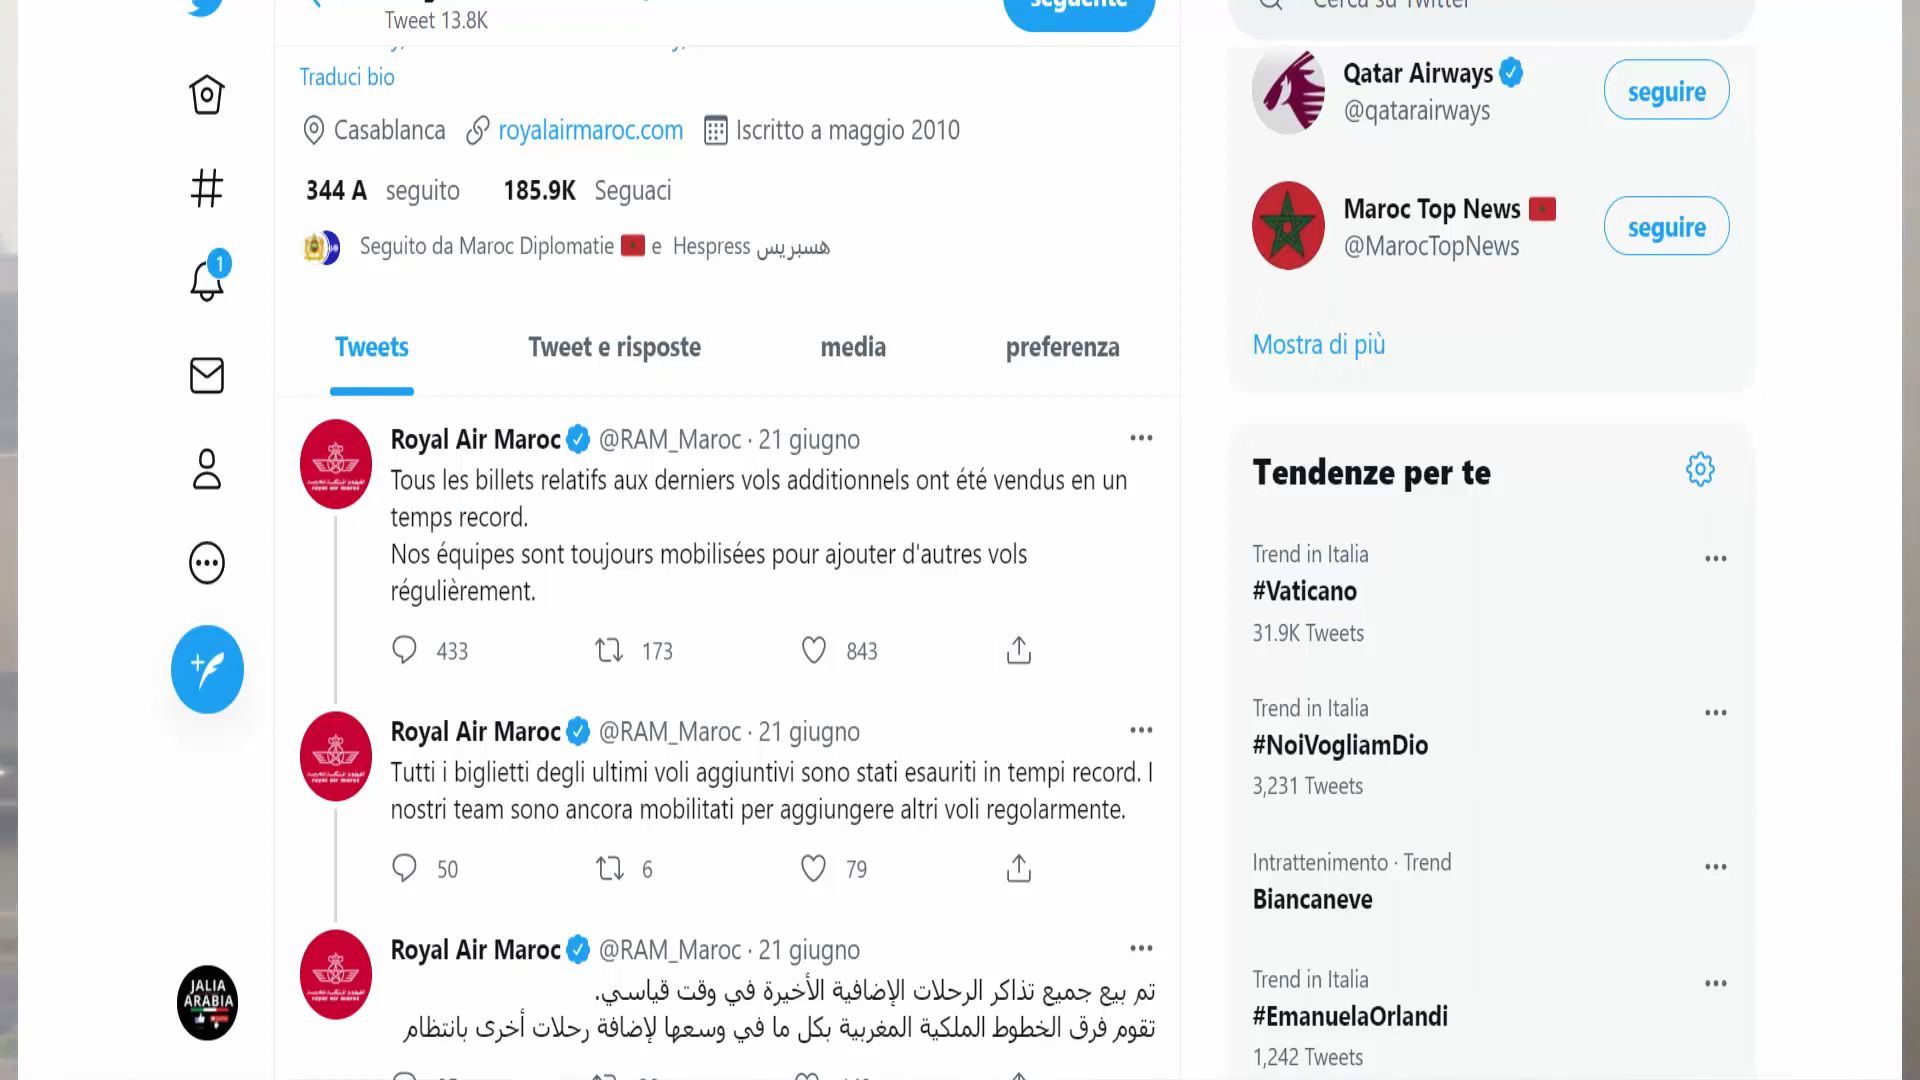 Tweet 13.8K
seguente
Cerca su Twitter
Traduci bio
Casablanca royalairmaroc.com Iscritto a maggio 2010
344 A seguito 185.9K Seguaci
Seguito da Maroc Diplomatie e Hespress هسبريس
Tweets Tweet e risposte media preferenza
Royal Air Maroc @RAM_Maroc · 21 giugno
Tous les billets relatifs aux derniers vols additionnels ont été vendus en un
temps record.
Nos équipes sont toujours mobilisées pour ajouter d'autres vols
régulièrement.
433 173 843
Royal Air Maroc @RAM_Maroc · 21 giugno
Tutti i biglietti degli ultimi voli aggiuntivi sono stati esauriti in tempi record. I
nostri team sono ancora mobilitati per aggiungere altri voli regolarmente.
50 6 79
Royal Air Maroc @RAM_Maroc · 21 giugno
تم بيع جميع تذاكر الرحلات الإضافية الأخيرة في وقت قياسي.
تقوم فرق الخطوط الملكية المغربية بكل ما في وسعها لإضافة رحلات أخرى بانتظام
1
JALIA
ARABIA
Qatar Airways
@qatarairways
seguire
Maroc Top News
@MarocTopNews
seguire
Mostra di più
Tendenze per te
Trend in Italia
#Vaticano
31.9K Tweets
Trend in Italia
#NoiVogliamDio
3,231 Tweets
Intrattenimento · Trend
Biancaneve
Trend in Italia
#EmanuelaOrlandi
1,242 Tweets